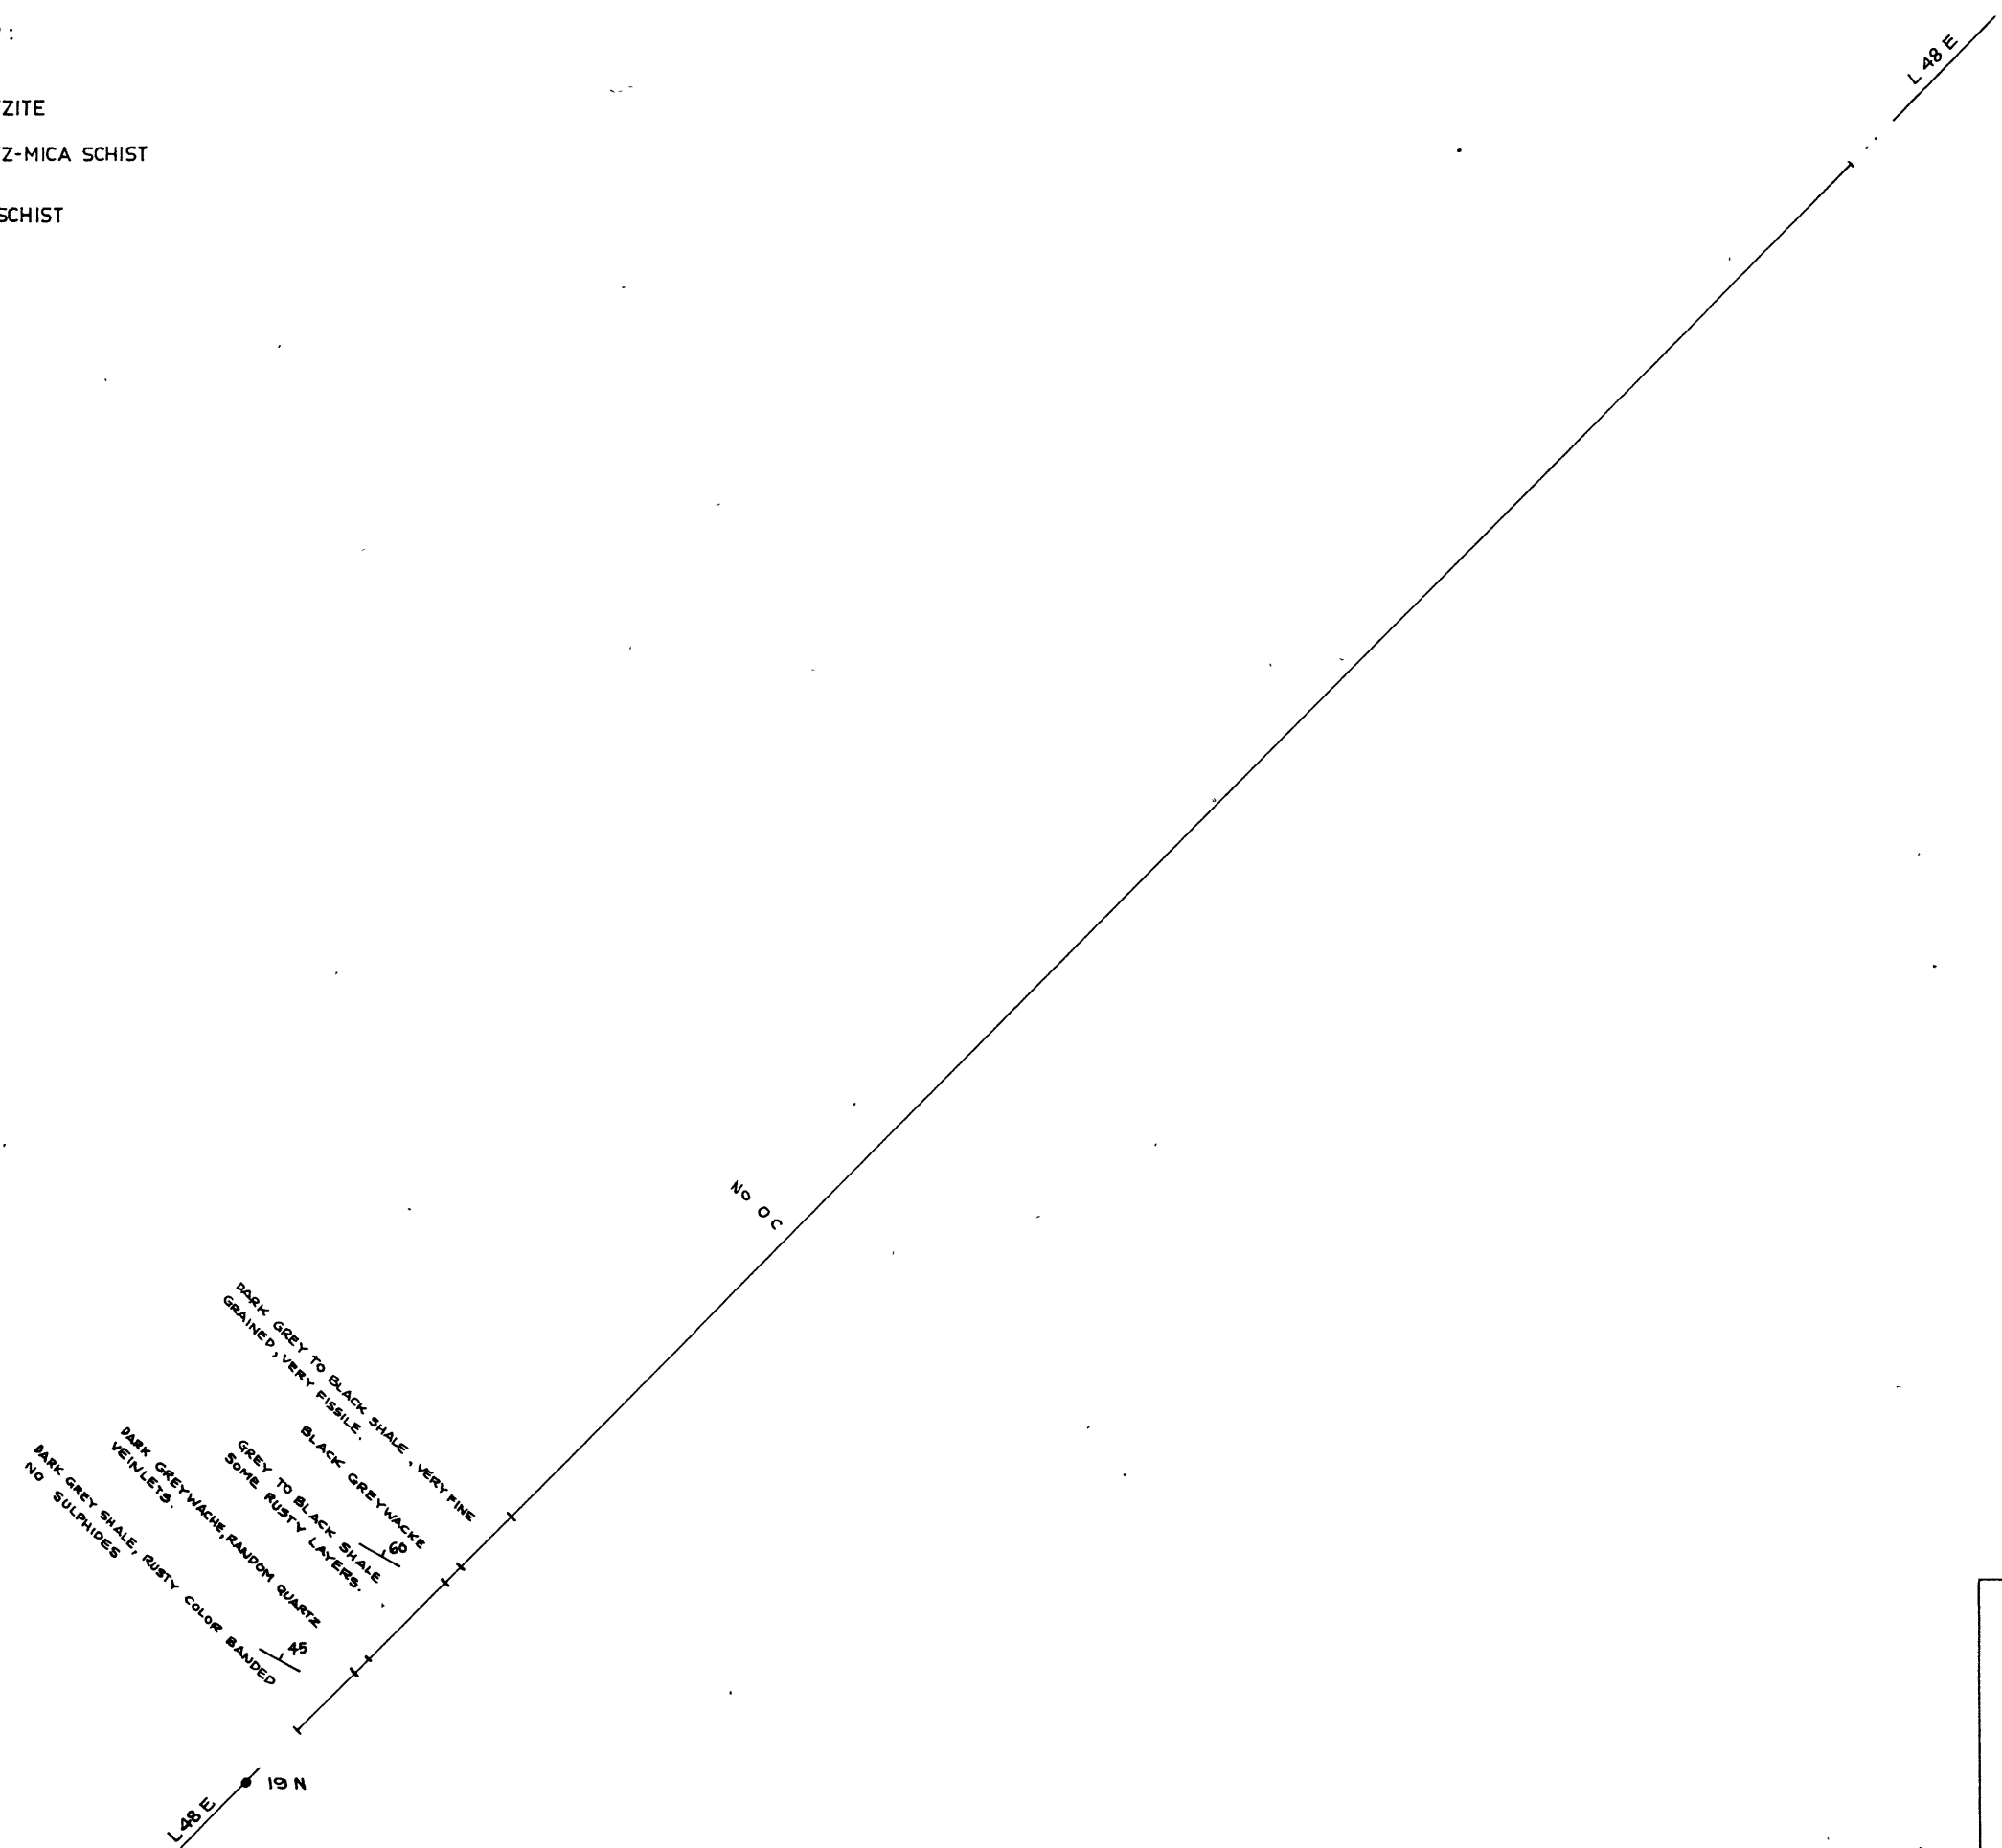 L 48 E
ZITE
Z-MICA SCHIST
SCHIST
NO OC
DARK GREY TO BLACK SHALE, VERY FINE
GRAINED, VERY FISSILE.
BLACK GREYWACKE
60
GREY TO BLACK SHALE
SOME RUSTY LAYERS.
DARK GREYWACHE, RANDOM QUARTZ
VEINLETS.
DARK GREY SHALE, RUSTY COLOR BANDED
NO SULPHIDES
45
19 N
L 48 E